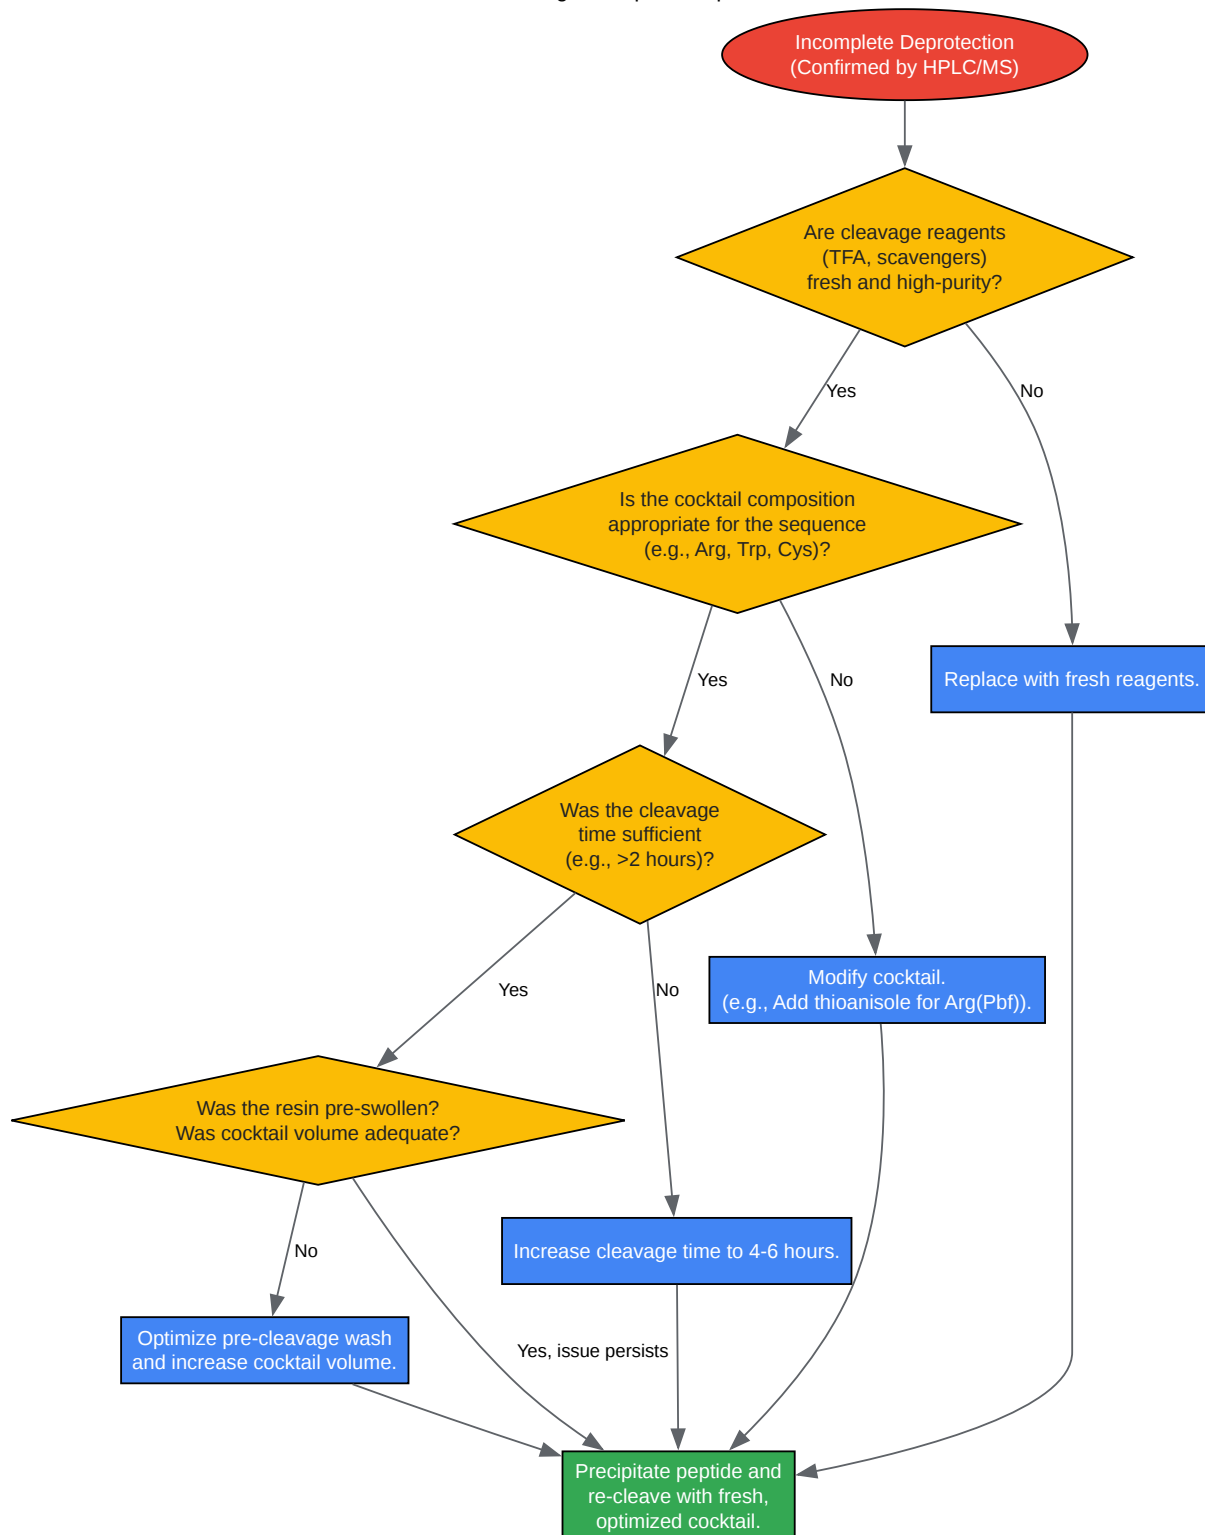 Incomplete Deprotection
(Confirmed by HPLC/MS)
Are cleavage reagents
(TFA, scavengers)
fresh and high-purity?
Yes
No
Is the cocktail composition
appropriate for the sequence
(e.g., Arg, Trp, Cys)?
Yes
No
Replace with fresh reagents.
Was the cleavage
time sufficient
(e.g., >2 hours)?
Yes
No
Modify cocktail.
(e.g., Add thioanisole for Arg(Pbf)).
Was the resin pre-swollen?
Was cocktail volume adequate?
No
Increase cleavage time to 4-6 hours.
Optimize pre-cleavage wash
and increase cocktail volume.
Yes, issue persists
Precipitate peptide and
re-cleave with fresh,
optimized cocktail.